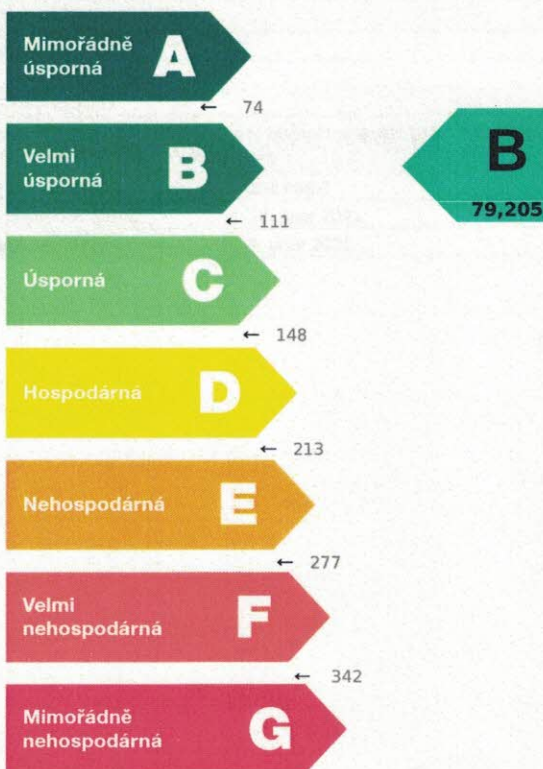 Mimořádně
úsporná
A
← 74
Velmi
úsporná
B
← 111
B
79,205
Úsporná
C
← 148
Hospodárná
D
← 213
Nehospodárná
E
← 277
Velmi
nehospodárná
F
← 342
Mimořádně
nehospodárná
G